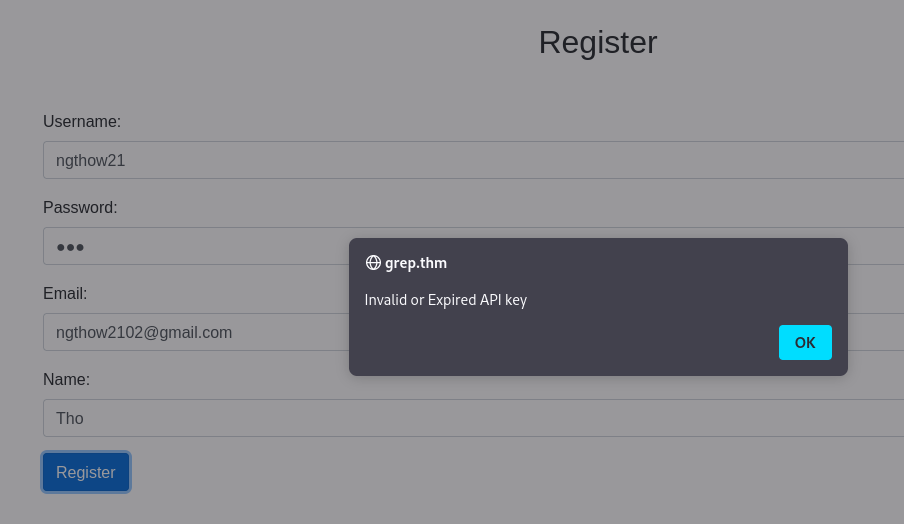 Register
Username:
ngthow21
Password:
●●●
grep.thm
Invalid or Expired API key
OK
Email:
ngthow2102@gmail.com
Name:
Tho
Register